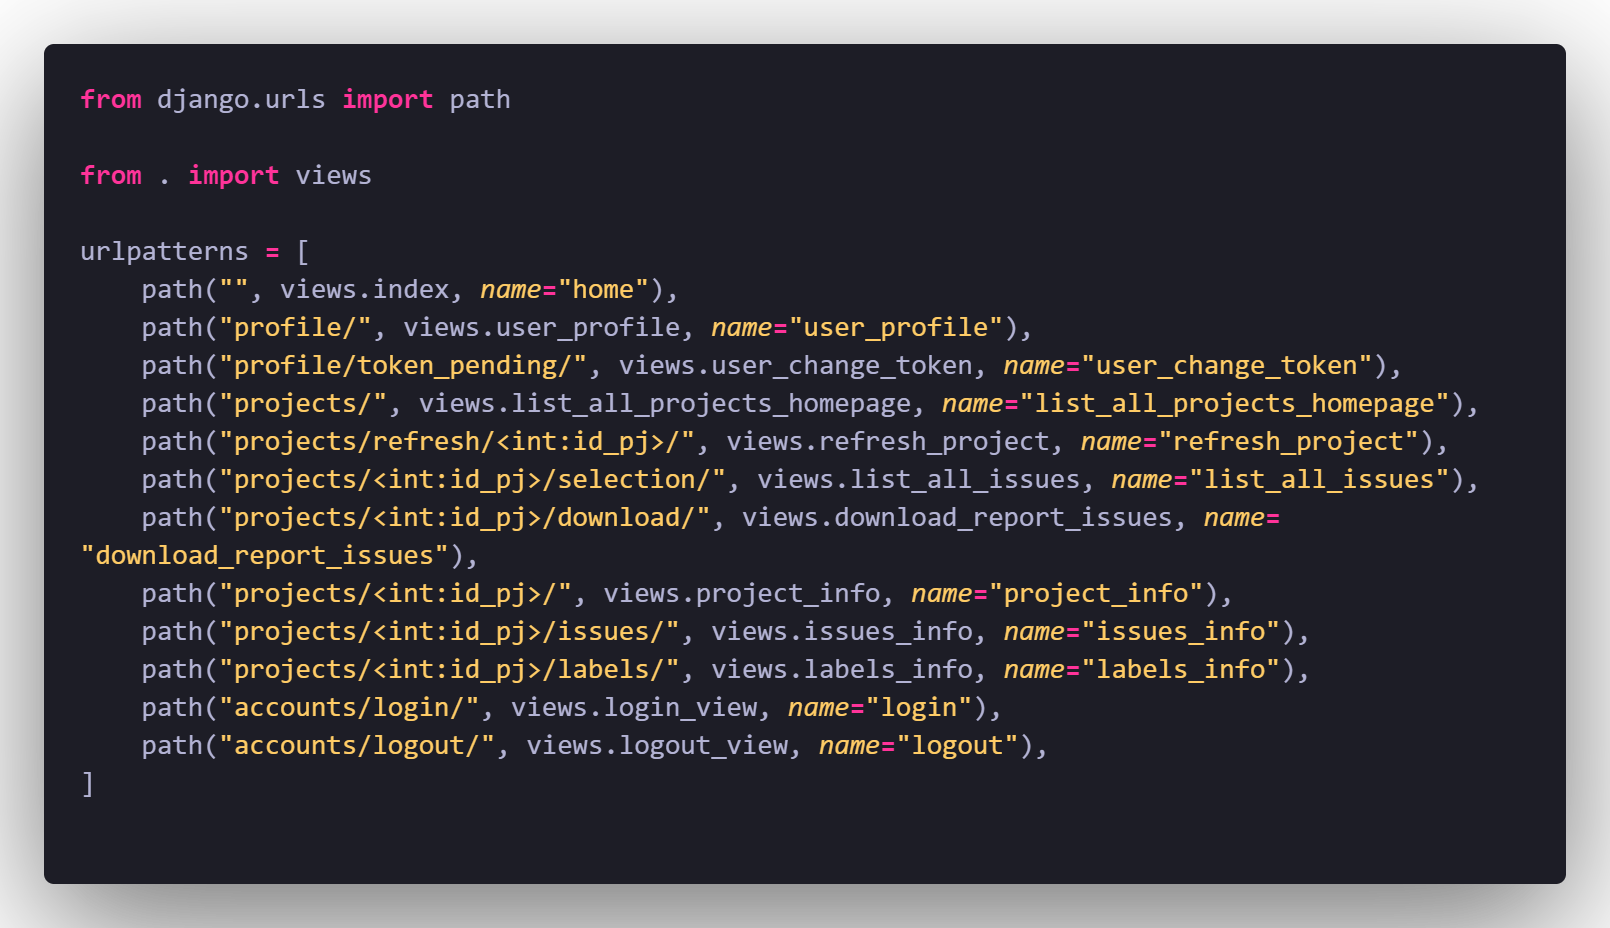 from django.urls import path

from . import views

urlpatterns = [
    path("", views.index, name="home"),
    path("profile/", views.user_profile, name="user_profile"),
    path("profile/token_pending/", views.user_change_token, name="user_change_token"),
    path("projects/", views.list_all_projects_homepage, name="list_all_projects_homepage"),
    path("projects/refresh/<int:id_pj>/", views.refresh_project, name="refresh_project"),
    path("projects/<int:id_pj>/selection/", views.list_all_issues, name="list_all_issues"),
    path("projects/<int:id_pj>/download/", views.download_report_issues, name=
"download_report_issues"),
    path("projects/<int:id_pj>/", views.project_info, name="project_info"),
    path("projects/<int:id_pj>/issues/", views.issues_info, name="issues_info"),
    path("projects/<int:id_pj>/labels/", views.labels_info, name="labels_info"),
    path("accounts/login/", views.login_view, name="login"),
    path("accounts/logout/", views.logout_view, name="logout"),
]